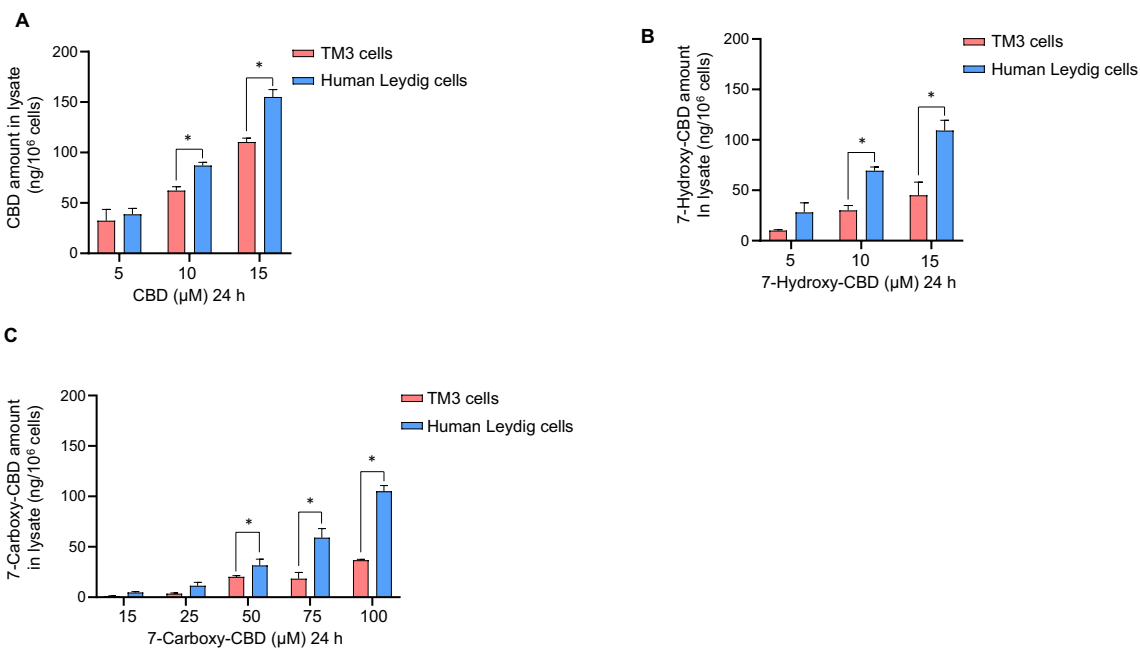 A
200
150
100
50
0
CBD amount in lysate
(ng/10⁶ cells)
TM3 cells
Human Leydig cells
*
*
5 10 15
CBD (µM) 24 h
B
200
150
100
50
0
7-Hydroxy-CBD amount
In lysate (ng/10⁶ cells)
TM3 cells
Human Leydig cells
*
*
5 10 15
7-Hydroxy-CBD (µM) 24 h
C
200
150
100
50
0
7-Carboxy-CBD amount
in lysate (ng/10⁶ cells)
TM3 cells
Human Leydig cells
*
*
*
15 25 50 75 100
7-Carboxy-CBD (µM) 24 h